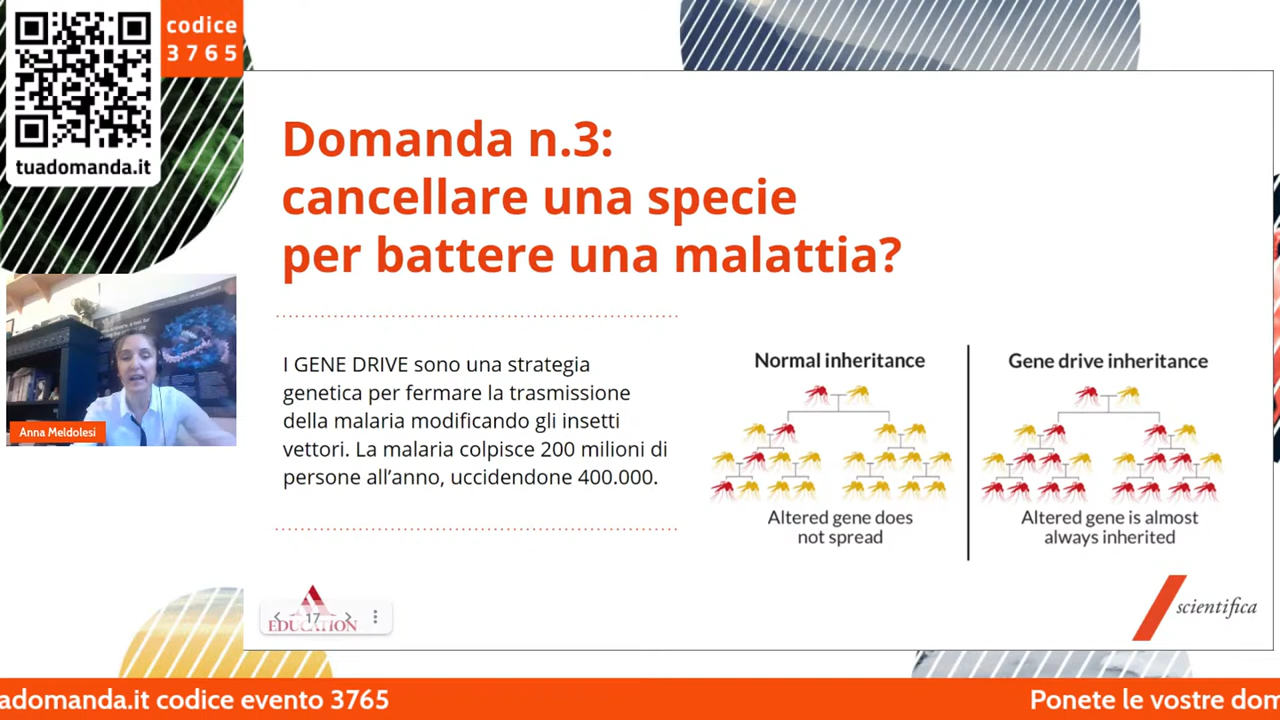 codice
3765
tuadomanda.it
Domanda n.3:
cancellare una specie
per battere una malattia?
I GENE DRIVE sono una strategia
genetica per fermare la trasmissione
della malaria modificando gli insetti
vettori. La malaria colpisce 200 milioni di
persone all’anno, uccidendone 400.000.
Normal inheritance
Altered gene does
not spread
Gene drive inheritance
Altered gene is almost
always inherited
Anna Meldolesi
17
EDUCATION
scientifica
adomanda.it codice evento 3765
Ponete le vostre dom